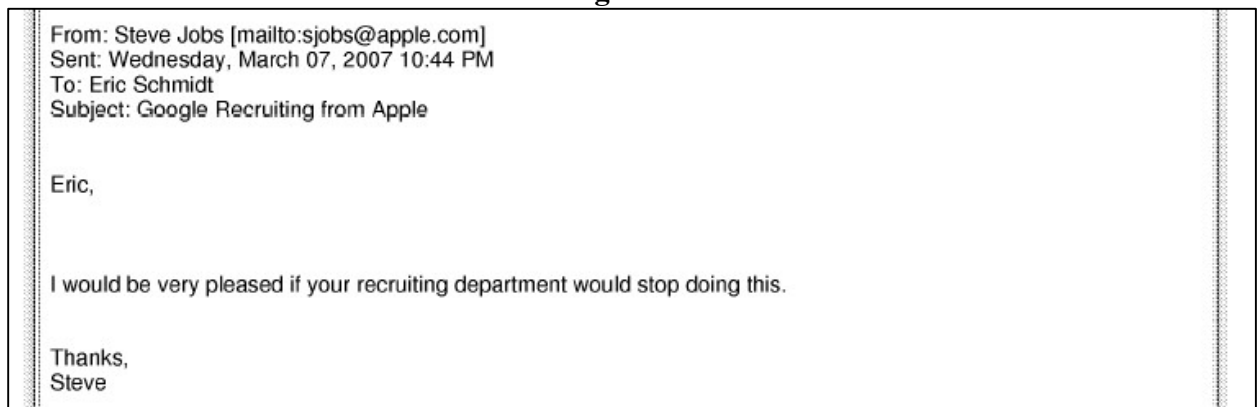 From: Steve Jobs [mailto:sjobs@apple.com]
Sent: Wednesday, March 07, 2007 10:44 PM
To: Eric Schmidt
Subject: Google Recruiting from Apple
Eric,
I would be very pleased if your recruiting department would stop doing this.
Thanks,
Steve